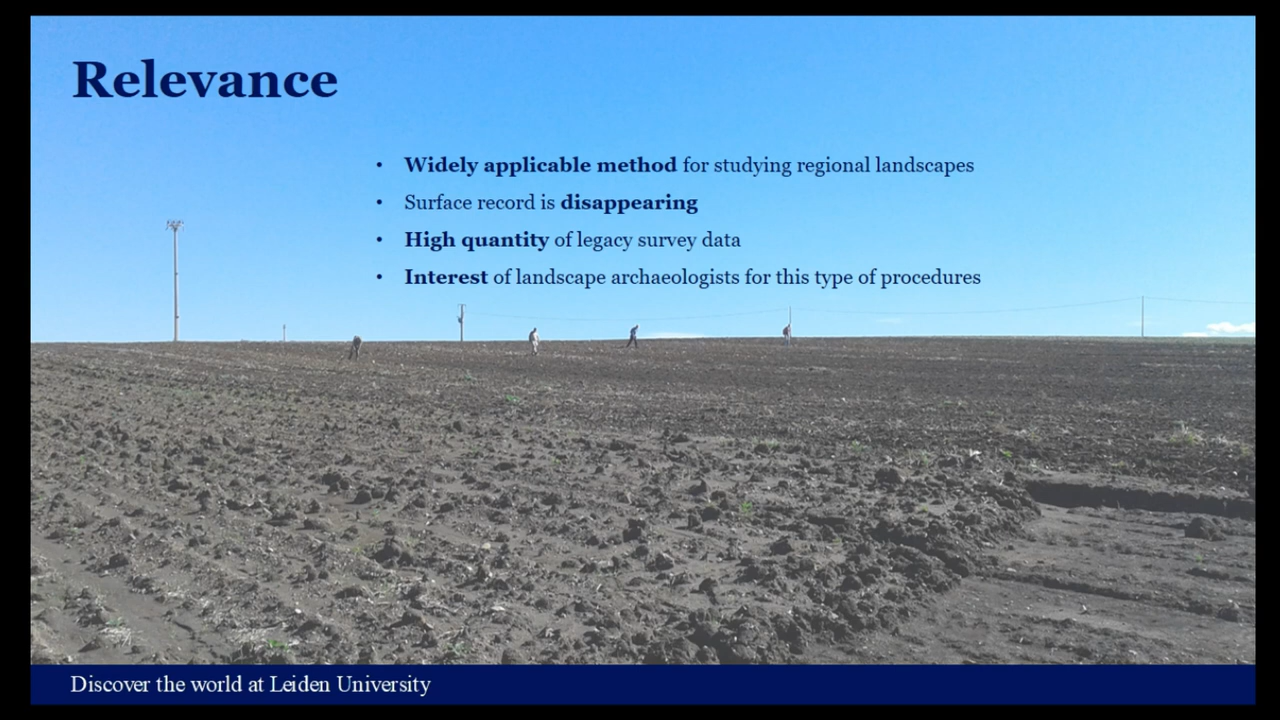 Relevance
• Widely applicable method for studying regional landscapes
• Surface record is disappearing
• High quantity of legacy survey data
• Interest of landscape archaeologists for this type of procedures
Discover the world at Leiden University